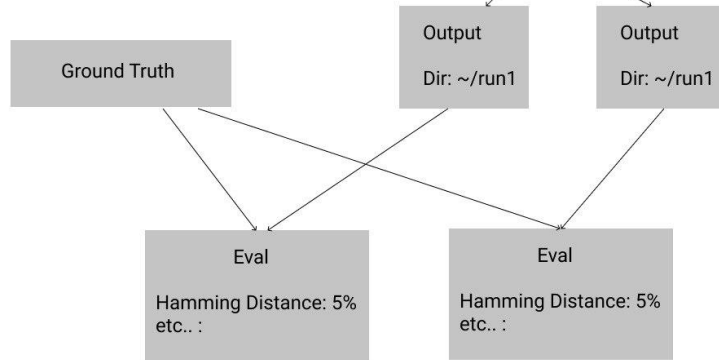 Output
Output
Ground Truth
Dir: ~/run1
Dir: ~/run1
Eval
Eval
Hamming Distance: 5%
etc.. :
Hamming Distance: 5%
etc.. :